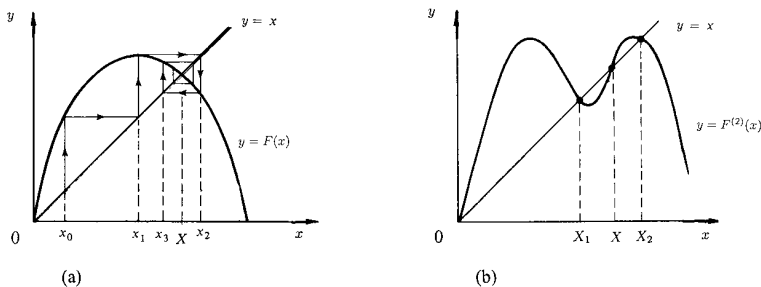 y
y = x
y = F(x)
0
x₀
x₁
x₃
X
x₂
x
(a)
y
y = x
y = F⁽²⁾(x)
0
X₁
X
X₂
x
(b)